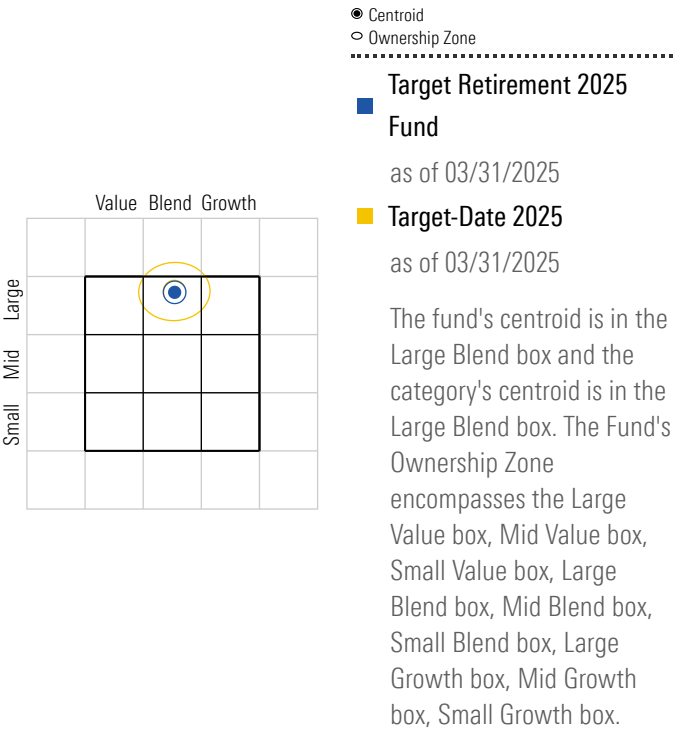 Centroid
Ownership Zone
Target Retirement 2025
Fund
as of 03/31/2025
Target-Date 2025
as of 03/31/2025
The fund's centroid is in the
Large Blend box and the
category's centroid is in the
Large Blend box. The Fund's
Ownership Zone
encompasses the Large
Value box, Mid Value box,
Small Value box, Large
Blend box, Mid Blend box,
Small Blend box, Large
Growth box, Mid Growth
box, Small Growth box.
Value Blend Growth
Large
Mid
Small